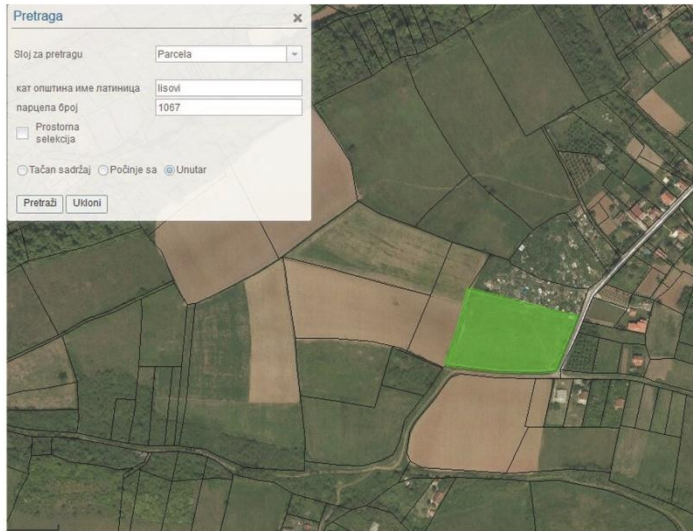 Pretraga
Sloj za pretragu Parcela
кат општина име латиница lisovi
парцела број 1067
Prostorna
selekcija
Tačan sadržaj Počinje sa Unutar
Pretraži Ukloni